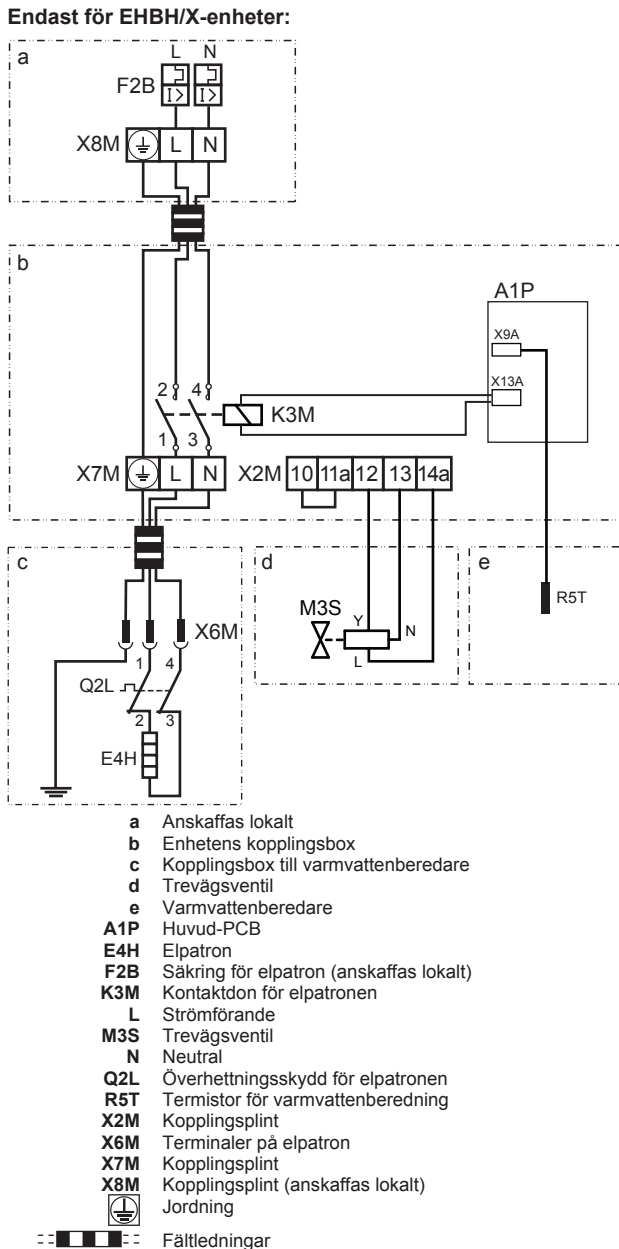 Endast för EHBH/X-enheter:
a
L N
F2B
I> I>
X8M L N
b
A1P
X9A
X13A
2 4
K3M
1 3
X7M L N X2M 10 11a 12 13 14a
c
d
e
X6M
M3S
Y
N
L
R5T
1 4
Q2L
2 3
E4H
a Anskaffas lokalt
b Enhetens kopplingsbox
c Kopplingsbox till varmvattenberedare
d Trevägsventil
e Varmvattenberedare
A1P Huvud-PCB
E4H Elpatron
F2B Säkring för elpatron (anskaffas lokalt)
K3M Kontaktdon för elpatronen
L Strömförande
M3S Trevägsventil
N Neutral
Q2L Överhettningsskydd för elpatronen
R5T Termistor för varmvattenberedning
X2M Kopplingsplint
X6M Terminaler på elpatron
X7M Kopplingsplint
X8M Kopplingsplint (anskaffas lokalt)
Jordning
Fältledningar